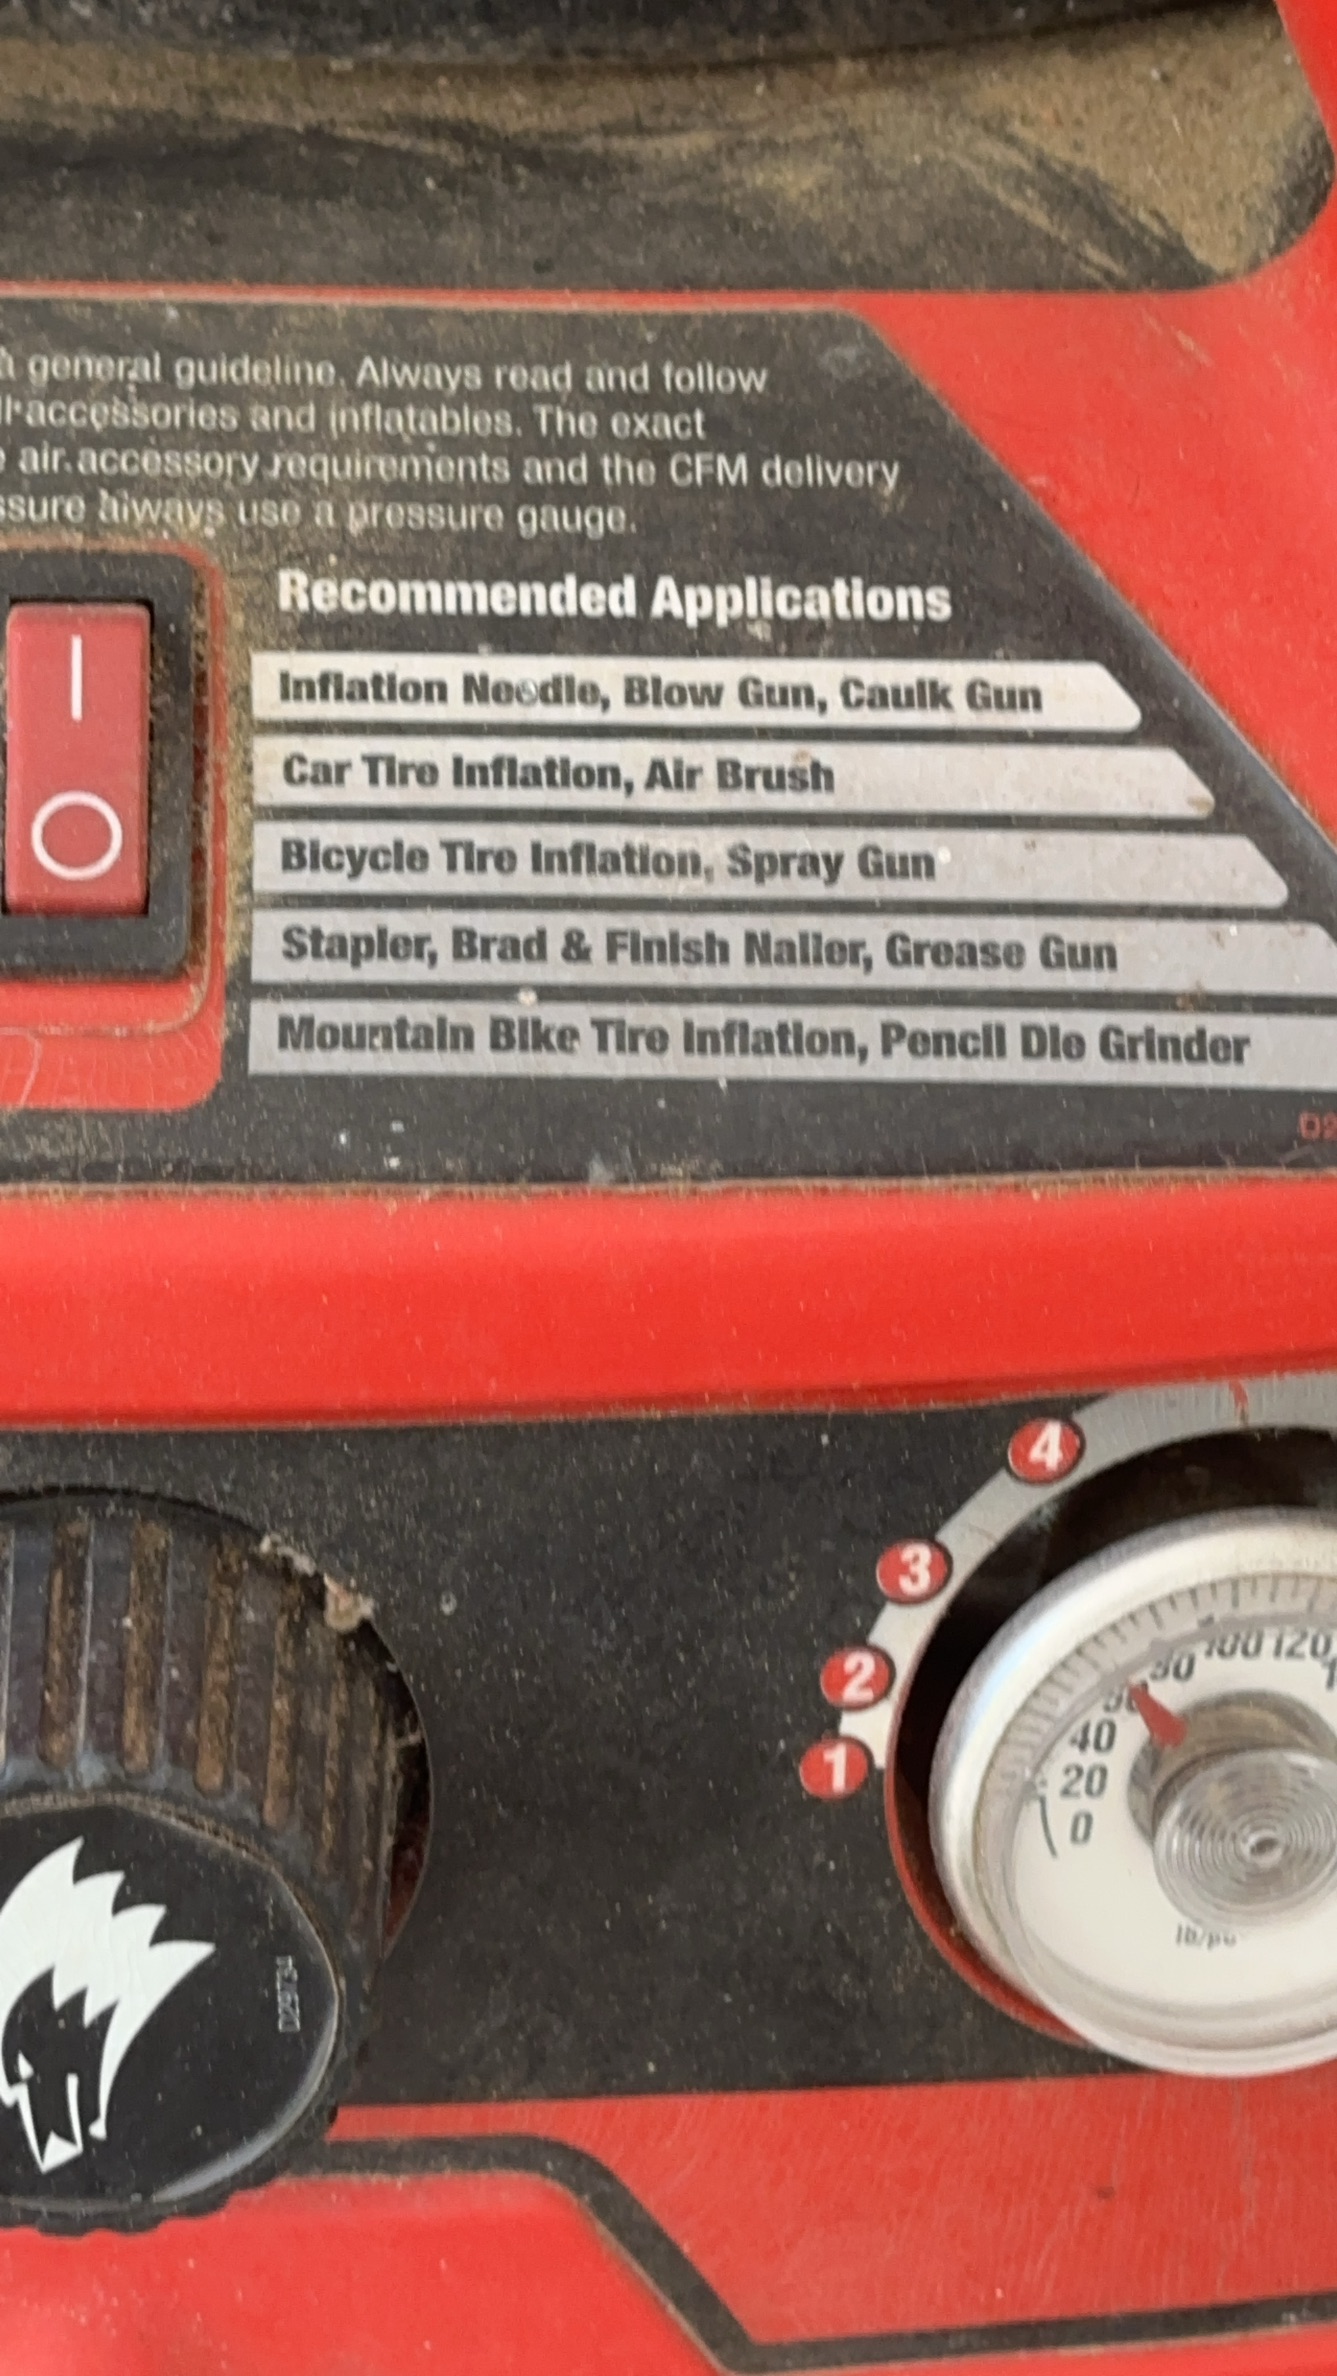 a general guideline. Always read and follow
accessories and inflatables. The exact
air accessory requirements and the CFM delivery
always use a pressure gauge.
Recommended Applications
I
O
Inflation Needle, Blow Gun, Caulk Gun
Car Tire Inflation, Air Brush
Bicycle Tire Inflation, Spray Gun
Stapler, Brad & Finish Nailer, Grease Gun
Mountain Bike Tire Inflation, Pencil Die Grinder
4
3
2
1
100 120
80
40
20
0
D29734